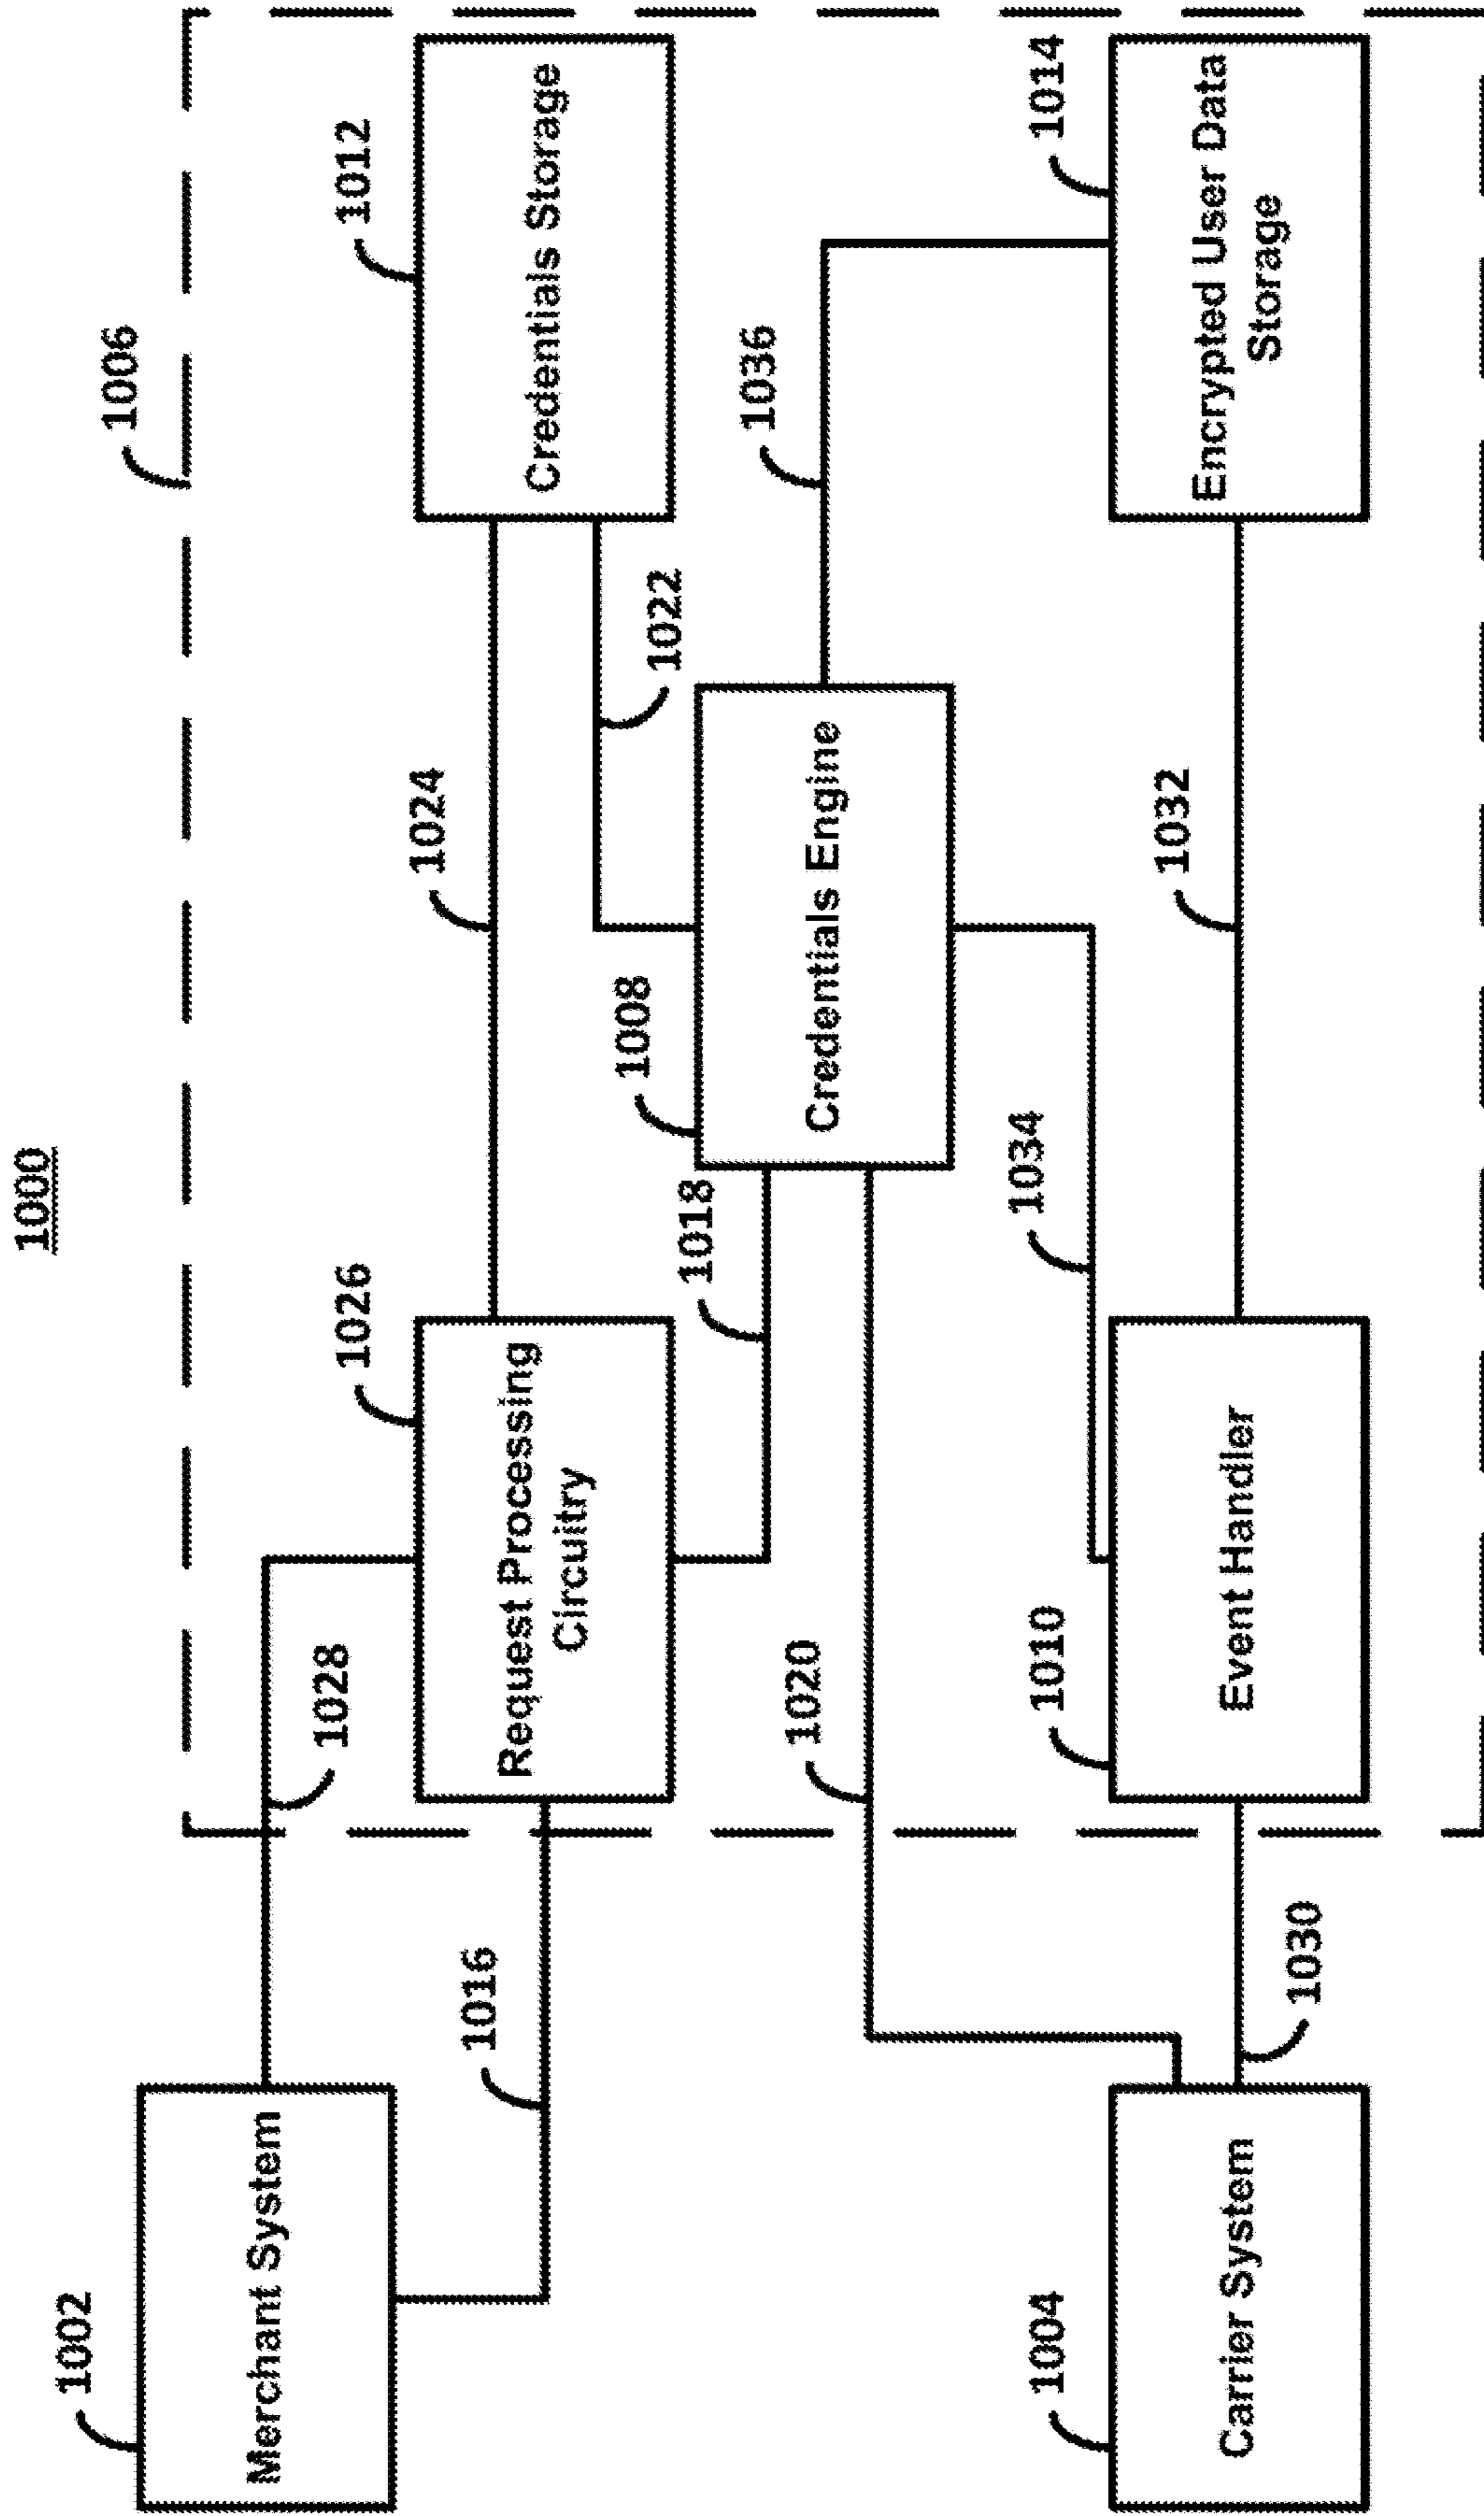 1000
1002
Merchant System
1028
1016
1006
1026
Request Processing
Circuitry
1024
1012
Credentials Storage
1018
1008
1022
Credentials Engine
1020
1036
1034
1004
Carrier System
1030
1010
Event Handler
1032
1014
Encrypted User Data
Storage